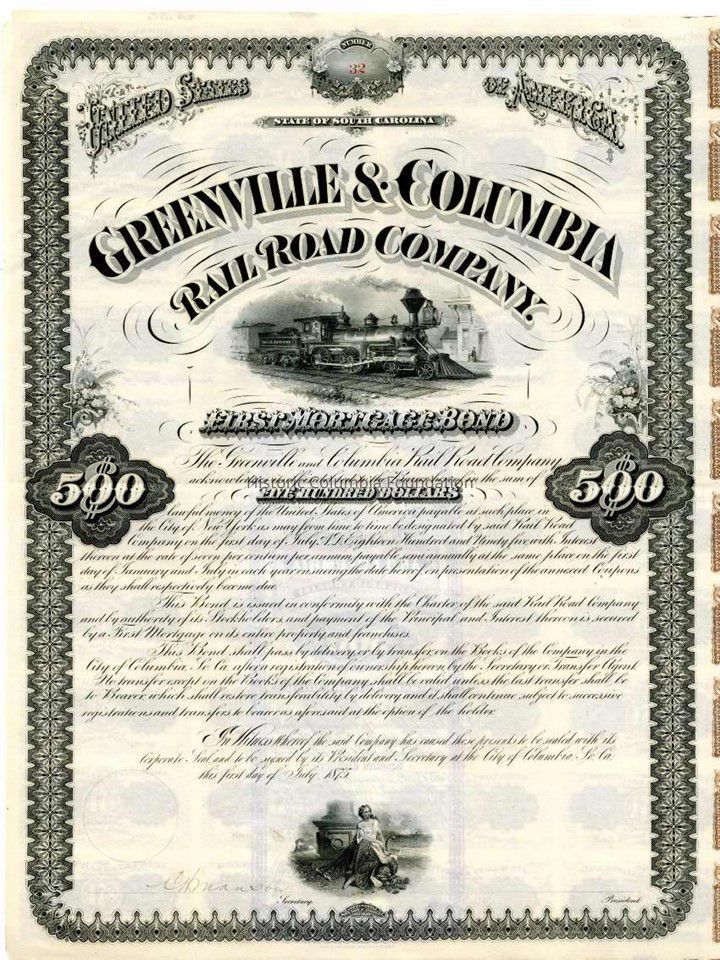 NUMBER
32
UNITED STATES OF AMERICA.
STATE OF SOUTH CAROLINA
GREENVILLE & COLUMBIA
RAIL ROAD COMPANY.
FIRST MORTGAGE BOND
The Greenville and Columbia Rail Road Company
acknowledge the sum of
Historic Columbia Foundation
$500 $500
FIVE HUNDRED DOLLARS
Lawful money of the United States of America payable at such place in
the City of New York as may from time to time be designated by said Rail Road
Company on the first day of July A.D. Eighteen Hundred and Ninety five with Interest
thereon at the rate of seven per centum per annum, payable semi annually at the same place on the first
day of January and July in each year on presentation of the annexed Coupons
as they shall respectively become due.
This Bond is issued in conformity with the Charter of the said Rail Road Company
and by authority of its Stockholders, and payment of the Principal and Interest thereon is secured
by a First Mortgage on its entire property and franchises.
This Bond shall pass by delivery or by transfer on the Books of the Company in the
City of Columbia, So. Ca. after a registration of ownership hereon by the Secretary or Transfer Agent
No transfer except on the Books of the Company shall be valid unless the last transfer shall be
to Bearer, which shall restore transferability by delivery and it shall continue subject to successive
registrations and transfers to bearer as aforesaid at the option of the holder.
In Witness Whereof the said Company has caused these presents to be sealed with its
Corporate Seal and to be signed by its President and Secretary at the City of Columbia So. Ca.
this first day of July 1875
Secretary President